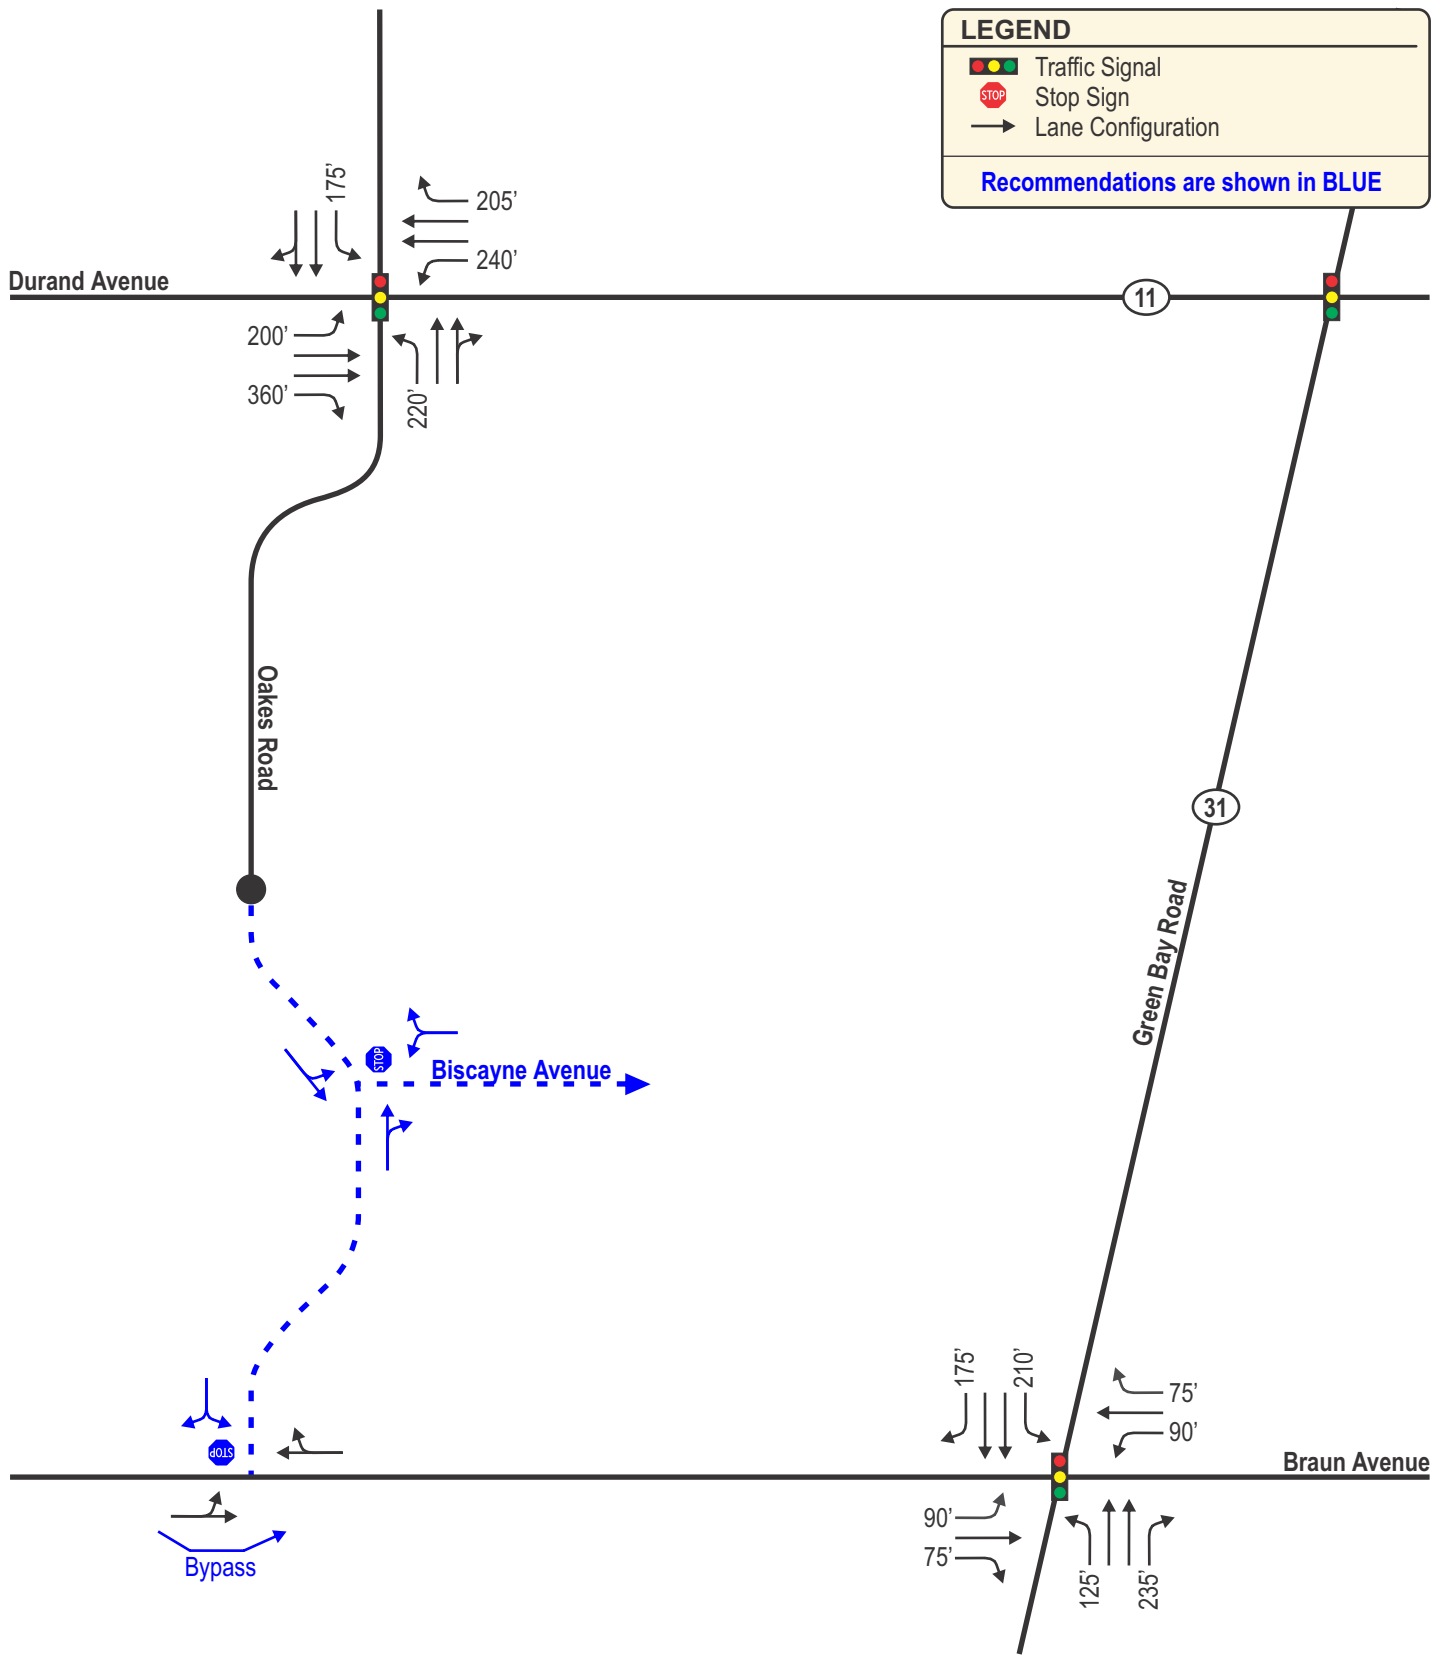 LEGEND
Traffic Signal
STOP
Stop Sign
Lane Configuration
Recommendations are shown in BLUE
175’
205’
240’
Durand Avenue
11
200’
360’
220’
Oakes Road
31
Green Bay Road
STOP
Biscayne Avenue
175’
210’
75’
90’
STOP
Braun Avenue
90’
75’
125’
235’
Bypass